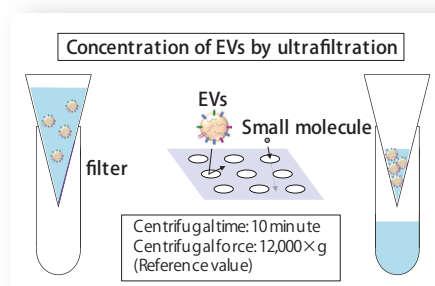 Concentration of EVs by ultrafiltration
EVs
Small molecule
filter
Centrifugal time: 10 minute
Centrifugal force: 12,000×g
(Reference value)